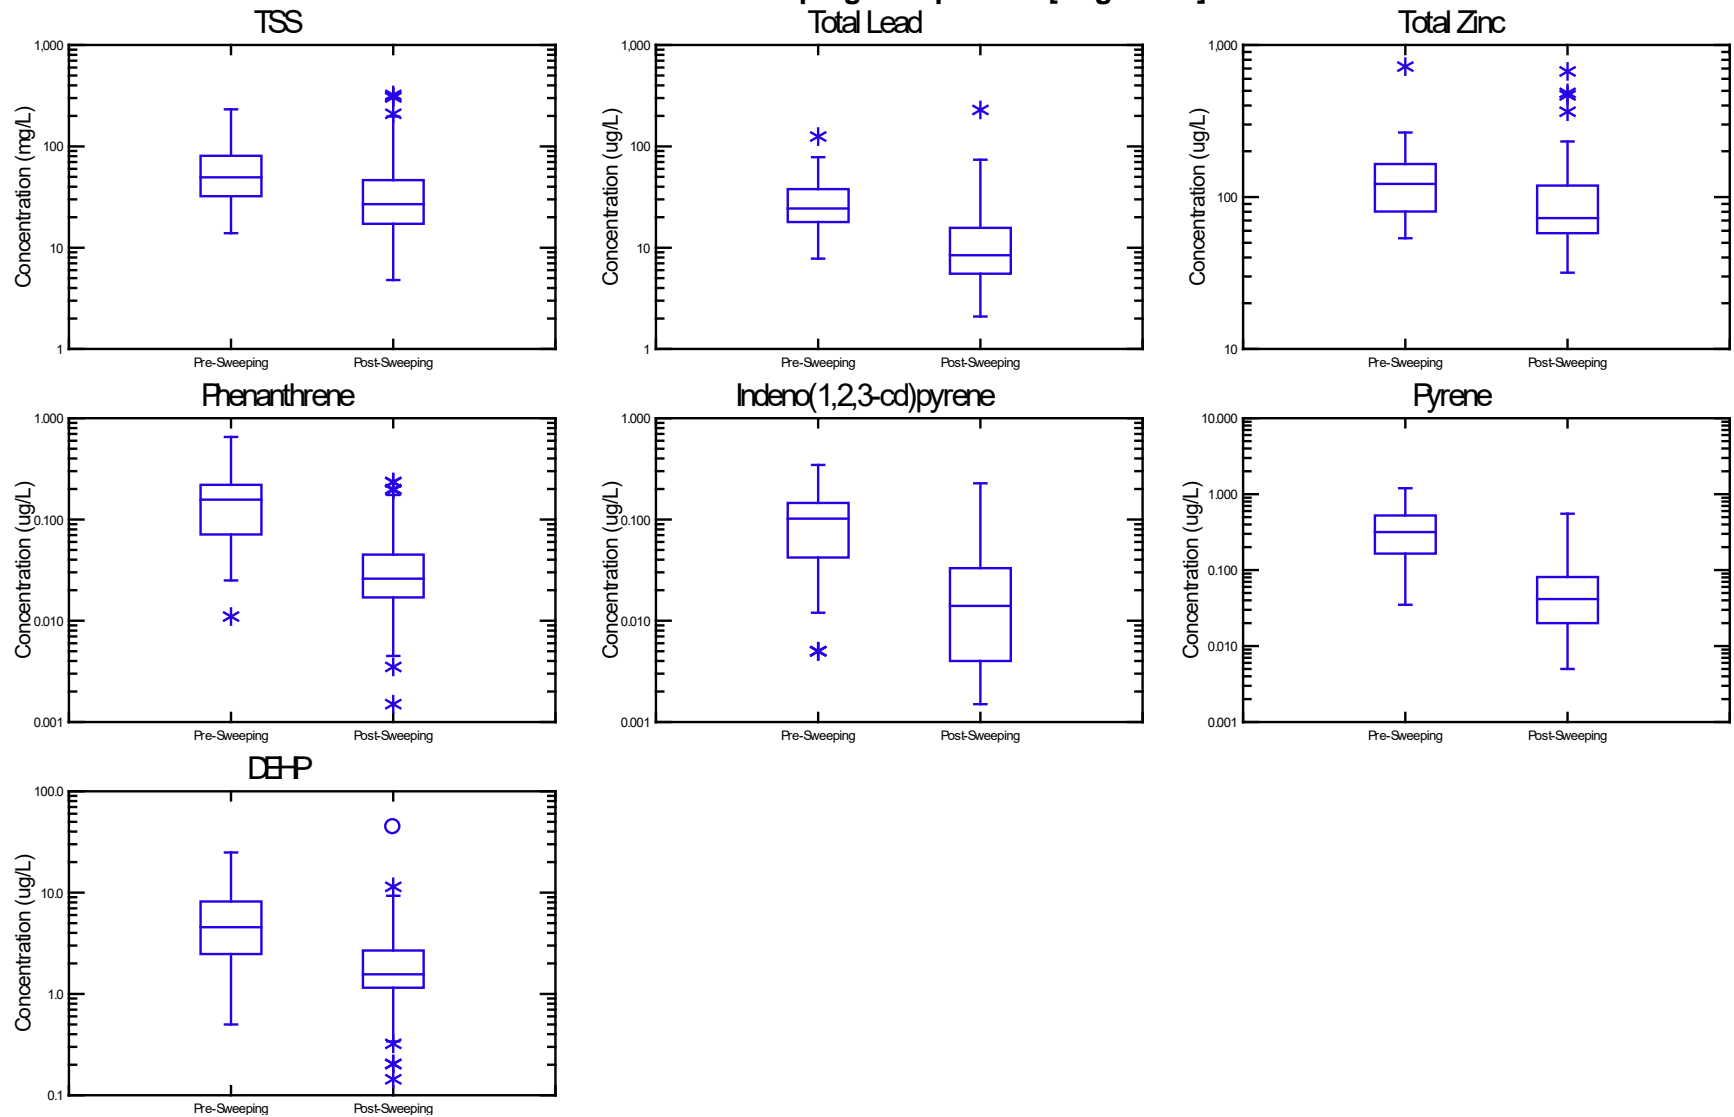 TSS
Total Lead
Total Zinc
1,000
100
10
1
Concentration (mg/L)
Pre-Sweeping
Post-Sweeping
1,000
100
10
1
Concentration (ug/L)
Pre-Sweeping
Post-Sweeping
1,000
100
10
Concentration (ug/L)
Pre-Sweeping
Post-Sweeping
Phenanthrene
Indeno(1,2,3-cd)pyrene
Pyrene
1.000
0.100
0.010
0.001
Concentration (ug/L)
Pre-Sweeping
Post-Sweeping
1.000
0.100
0.010
0.001
Concentration (ug/L)
Pre-Sweeping
Post-Sweeping
10.000
1.000
0.100
0.010
0.001
Concentration (ug/L)
Pre-Sweeping
Post-Sweeping
DEHP
100.0
10.0
1.0
0.1
Concentration (ug/L)
Pre-Sweeping
Post-Sweeping